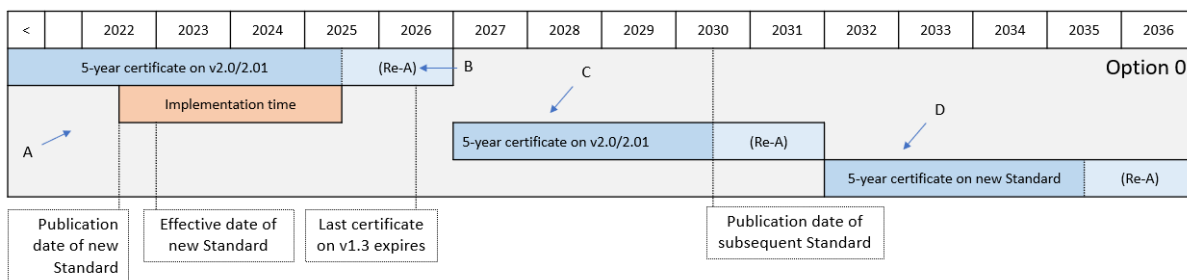 < 2022 2023 2024 2025 2026 2027 2028 2029 2030 2031 2032 2033 2034 2035 2036
5-year certificate on v2.0/2.01 (Re-A) B Option 0
C
Implementation time
D
A
5-year certificate on v2.0/2.01 (Re-A)
5-year certificate on new Standard (Re-A)
Publication
date of new
Standard
Effective date of
new Standard
Last certificate
on v1.3 expires
Publication date of
subsequent Standard